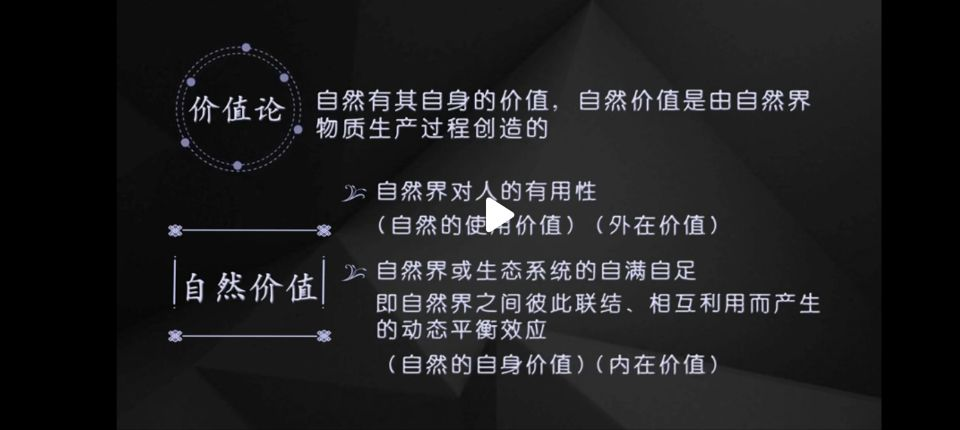 价值论
自然有其自身的价值，自然价值是由自然界
物质生产过程创造的
自然界对人的有用性
（自然的使用价值）（外在价值）
自然价值
自然界或生态系统的自满自足
即自然界之间彼此联结、相互利用而产生
的动态平衡效应
（自然的自身价值）（内在价值）